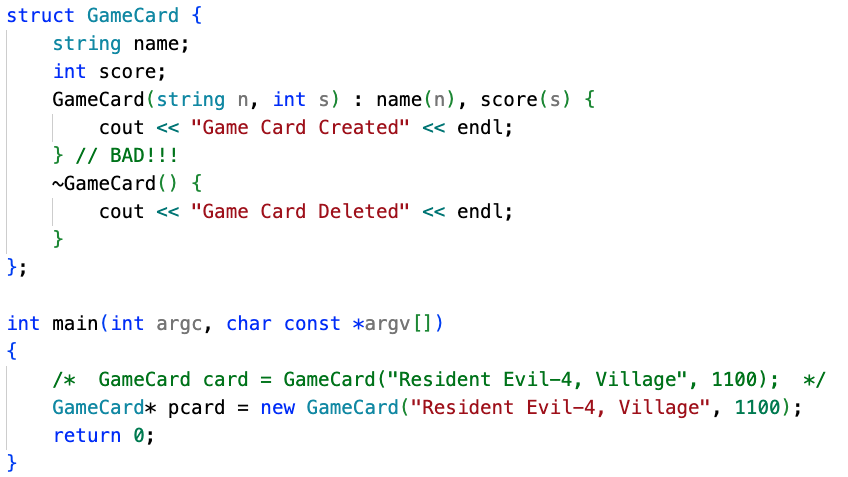 struct GameCard {
    string name;
    int score;
    GameCard(string n, int s) : name(n), score(s) {
        cout << "Game Card Created" << endl;
    } // BAD!!!
    ~GameCard() {
        cout << "Game Card Deleted" << endl;
    }
};

int main(int argc, char const *argv[])
{
    /*  GameCard card = GameCard("Resident Evil-4, Village", 1100);  */
    GameCard* pcard = new GameCard("Resident Evil-4, Village", 1100);
    return 0;
}